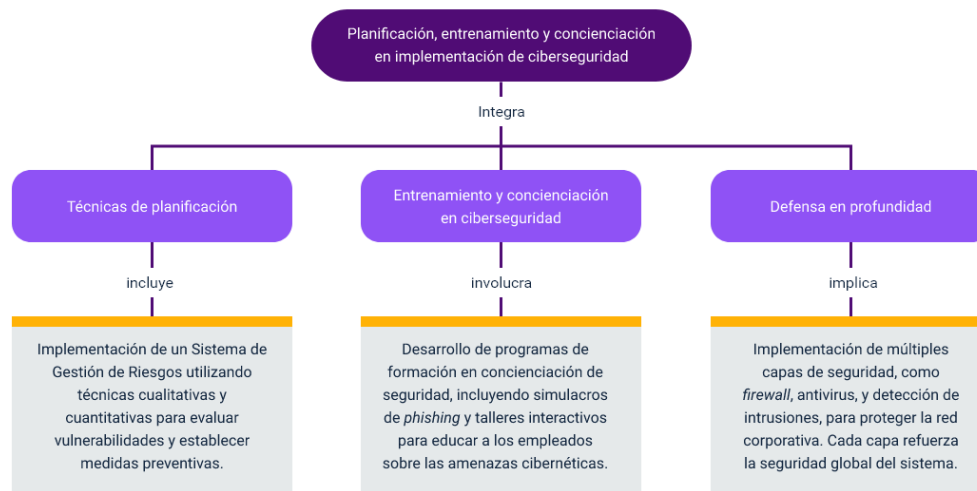 Planificación, entrenamiento y concienciación
en implementación de ciberseguridad
Integra
Técnicas de planificación
Entrenamiento y concienciación
en ciberseguridad
Defensa en profundidad
incluye
involucra
implica
Implementación de un Sistema de
Gestión de Riesgos utilizando
técnicas cualitativas y
cuantitativas para evaluar
vulnerabilidades y establecer
medidas preventivas.
Desarrollo de programas de
formación en concienciación de
seguridad, incluyendo simulacros
de phishing y talleres interactivos
para educar a los empleados
sobre las amenazas cibernéticas.
Implementación de múltiples
capas de seguridad, como
firewall, antivirus, y detección de
intrusiones, para proteger la red
corporativa. Cada capa refuerza
la seguridad global del sistema.